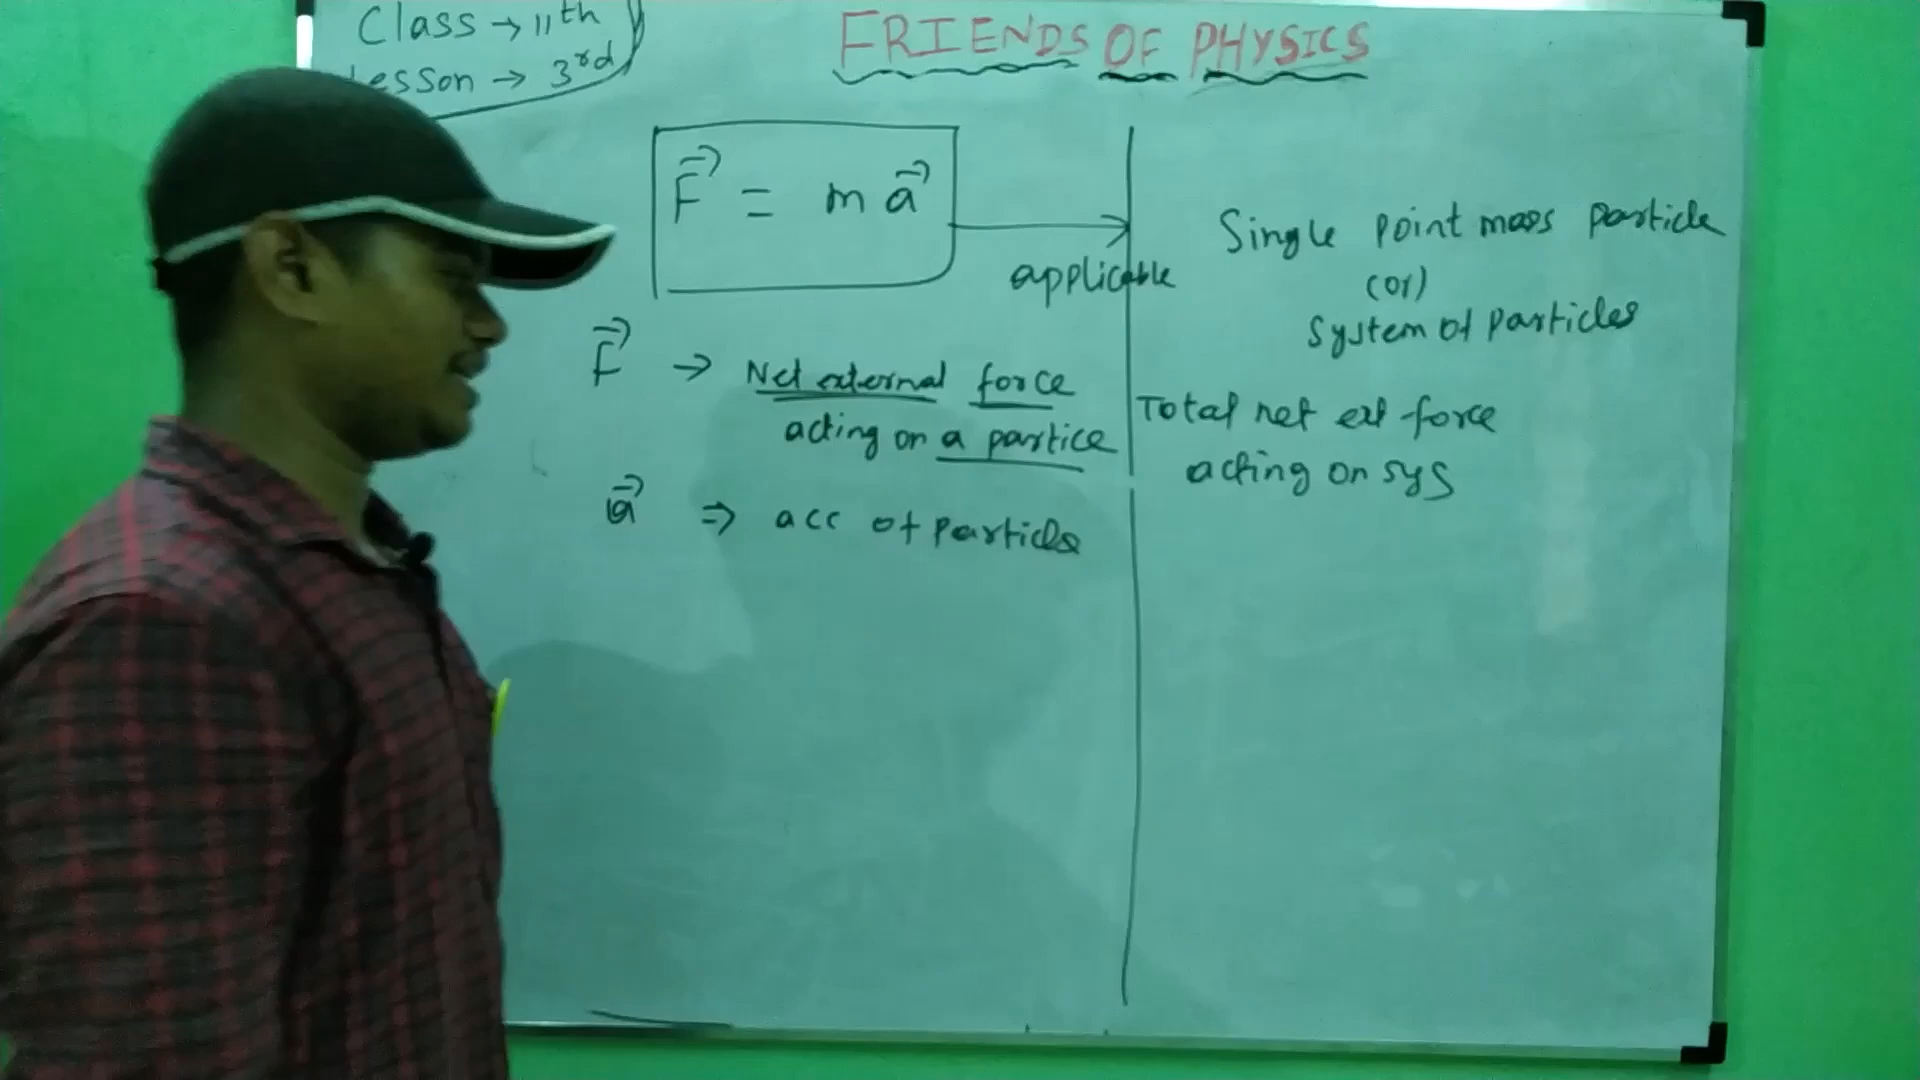 Class → 11th
Lesson → 3rd
FRIENDS OF PHYSICS
F⃗ = m a⃗
applicable
Single point mass particle
(or)
System of particles
F⃗ → Net external force
acting on a partice
a⃗ ⇒ acc of particle
Total net ext force
acting on sys